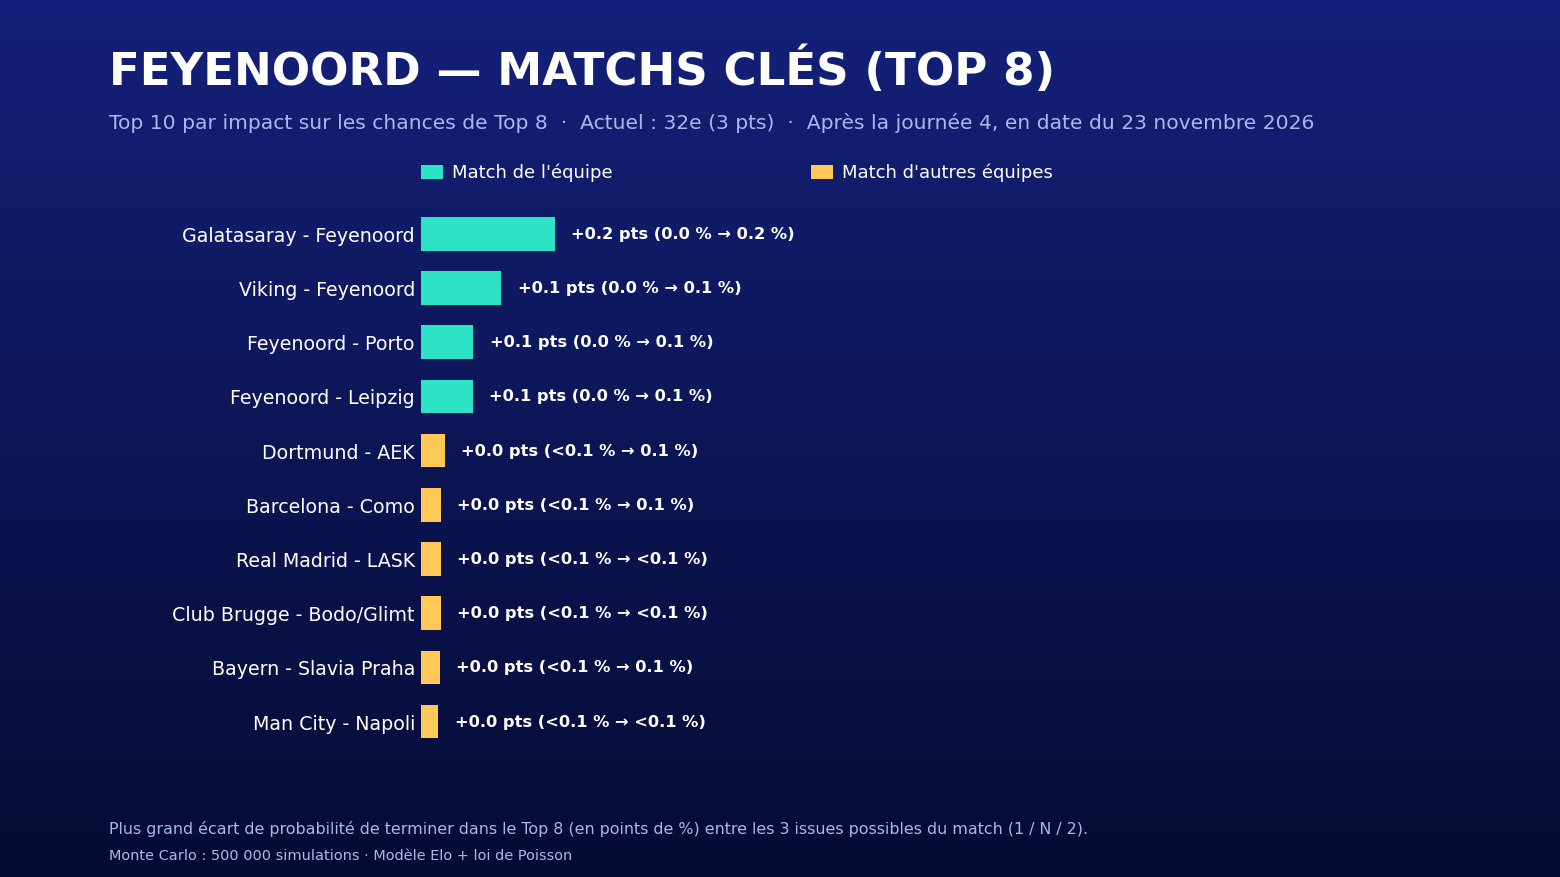 FEYENOORD — MATCHS CLÉS (TOP 8)
Top 10 par impact sur les chances de Top 8 · Actuel : 32e (3 pts) · Après la journée 4, en date du 23 novembre 2026
Match de l'équipe
Match d'autres équipes
Galatasaray - Feyenoord +0.2 pts (0.0 % → 0.2 %)
Viking - Feyenoord +0.1 pts (0.0 % → 0.1 %)
Feyenoord - Porto +0.1 pts (0.0 % → 0.1 %)
Feyenoord - Leipzig +0.1 pts (0.0 % → 0.1 %)
Dortmund - AEK +0.0 pts (<0.1 % → 0.1 %)
Barcelona - Como +0.0 pts (<0.1 % → 0.1 %)
Real Madrid - LASK +0.0 pts (<0.1 % → <0.1 %)
Club Brugge - Bodo/Glimt +0.0 pts (<0.1 % → <0.1 %)
Bayern - Slavia Praha +0.0 pts (<0.1 % → 0.1 %)
Man City - Napoli +0.0 pts (<0.1 % → <0.1 %)
Plus grand écart de probabilité de terminer dans le Top 8 (en points de %) entre les 3 issues possibles du match (1 / N / 2).
Monte Carlo : 500 000 simulations · Modèle Elo + loi de Poisson